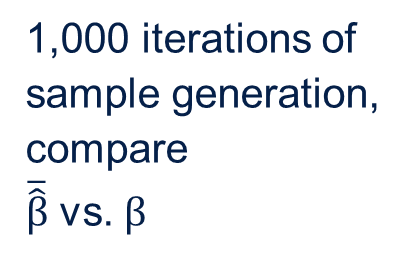 1,000 iterations of
sample generation,
compare
β̂̅ vs. β